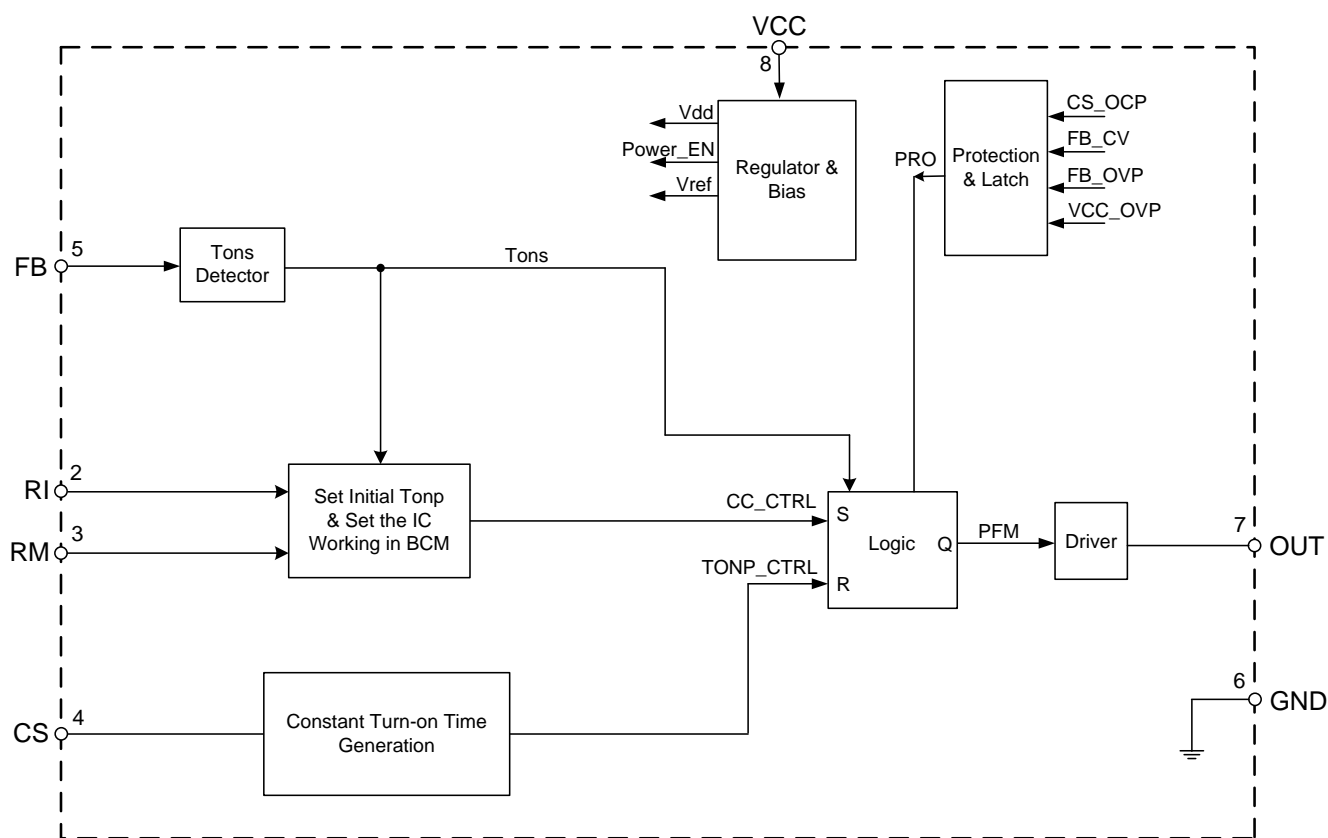 VCC
8
Vdd
Power_EN
Vref
Regulator &
Bias
PRO
Protection
& Latch
CS_OCP
FB_CV
FB_OVP
VCC_OVP
FB
5
Tons
Detector
Tons
RI
2
RM
3
Set Initial Tonp
& Set the IC
Working in BCM
CC_CTRL
TONP_CTRL
S
R
Logic
Q
PFM
Driver
7
OUT
6
GND
CS
4
Constant Turn-on Time
Generation